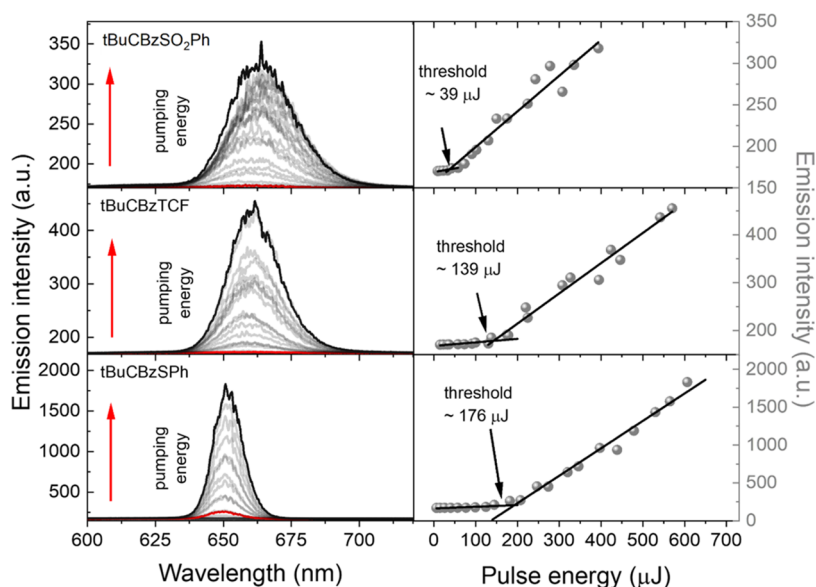 tBuCBzSO₂Ph
pumping
energy
350
300
250
200
threshold
~ 39 μJ
350
300
250
200
150
tBuCBzTCF
pumping
energy
400
300
200
threshold
~ 139 μJ
400
300
200
tBuCBzSPh
pumping
energy
2000
1500
1000
500
threshold
~ 176 μJ
2000
1500
1000
500
0
Emission intensity (a.u.)
Emission intensity
(a.u.)
600 625 650 675 700
0 100 200 300 400 500 600 700
Wavelength (nm)
Pulse energy (μJ)